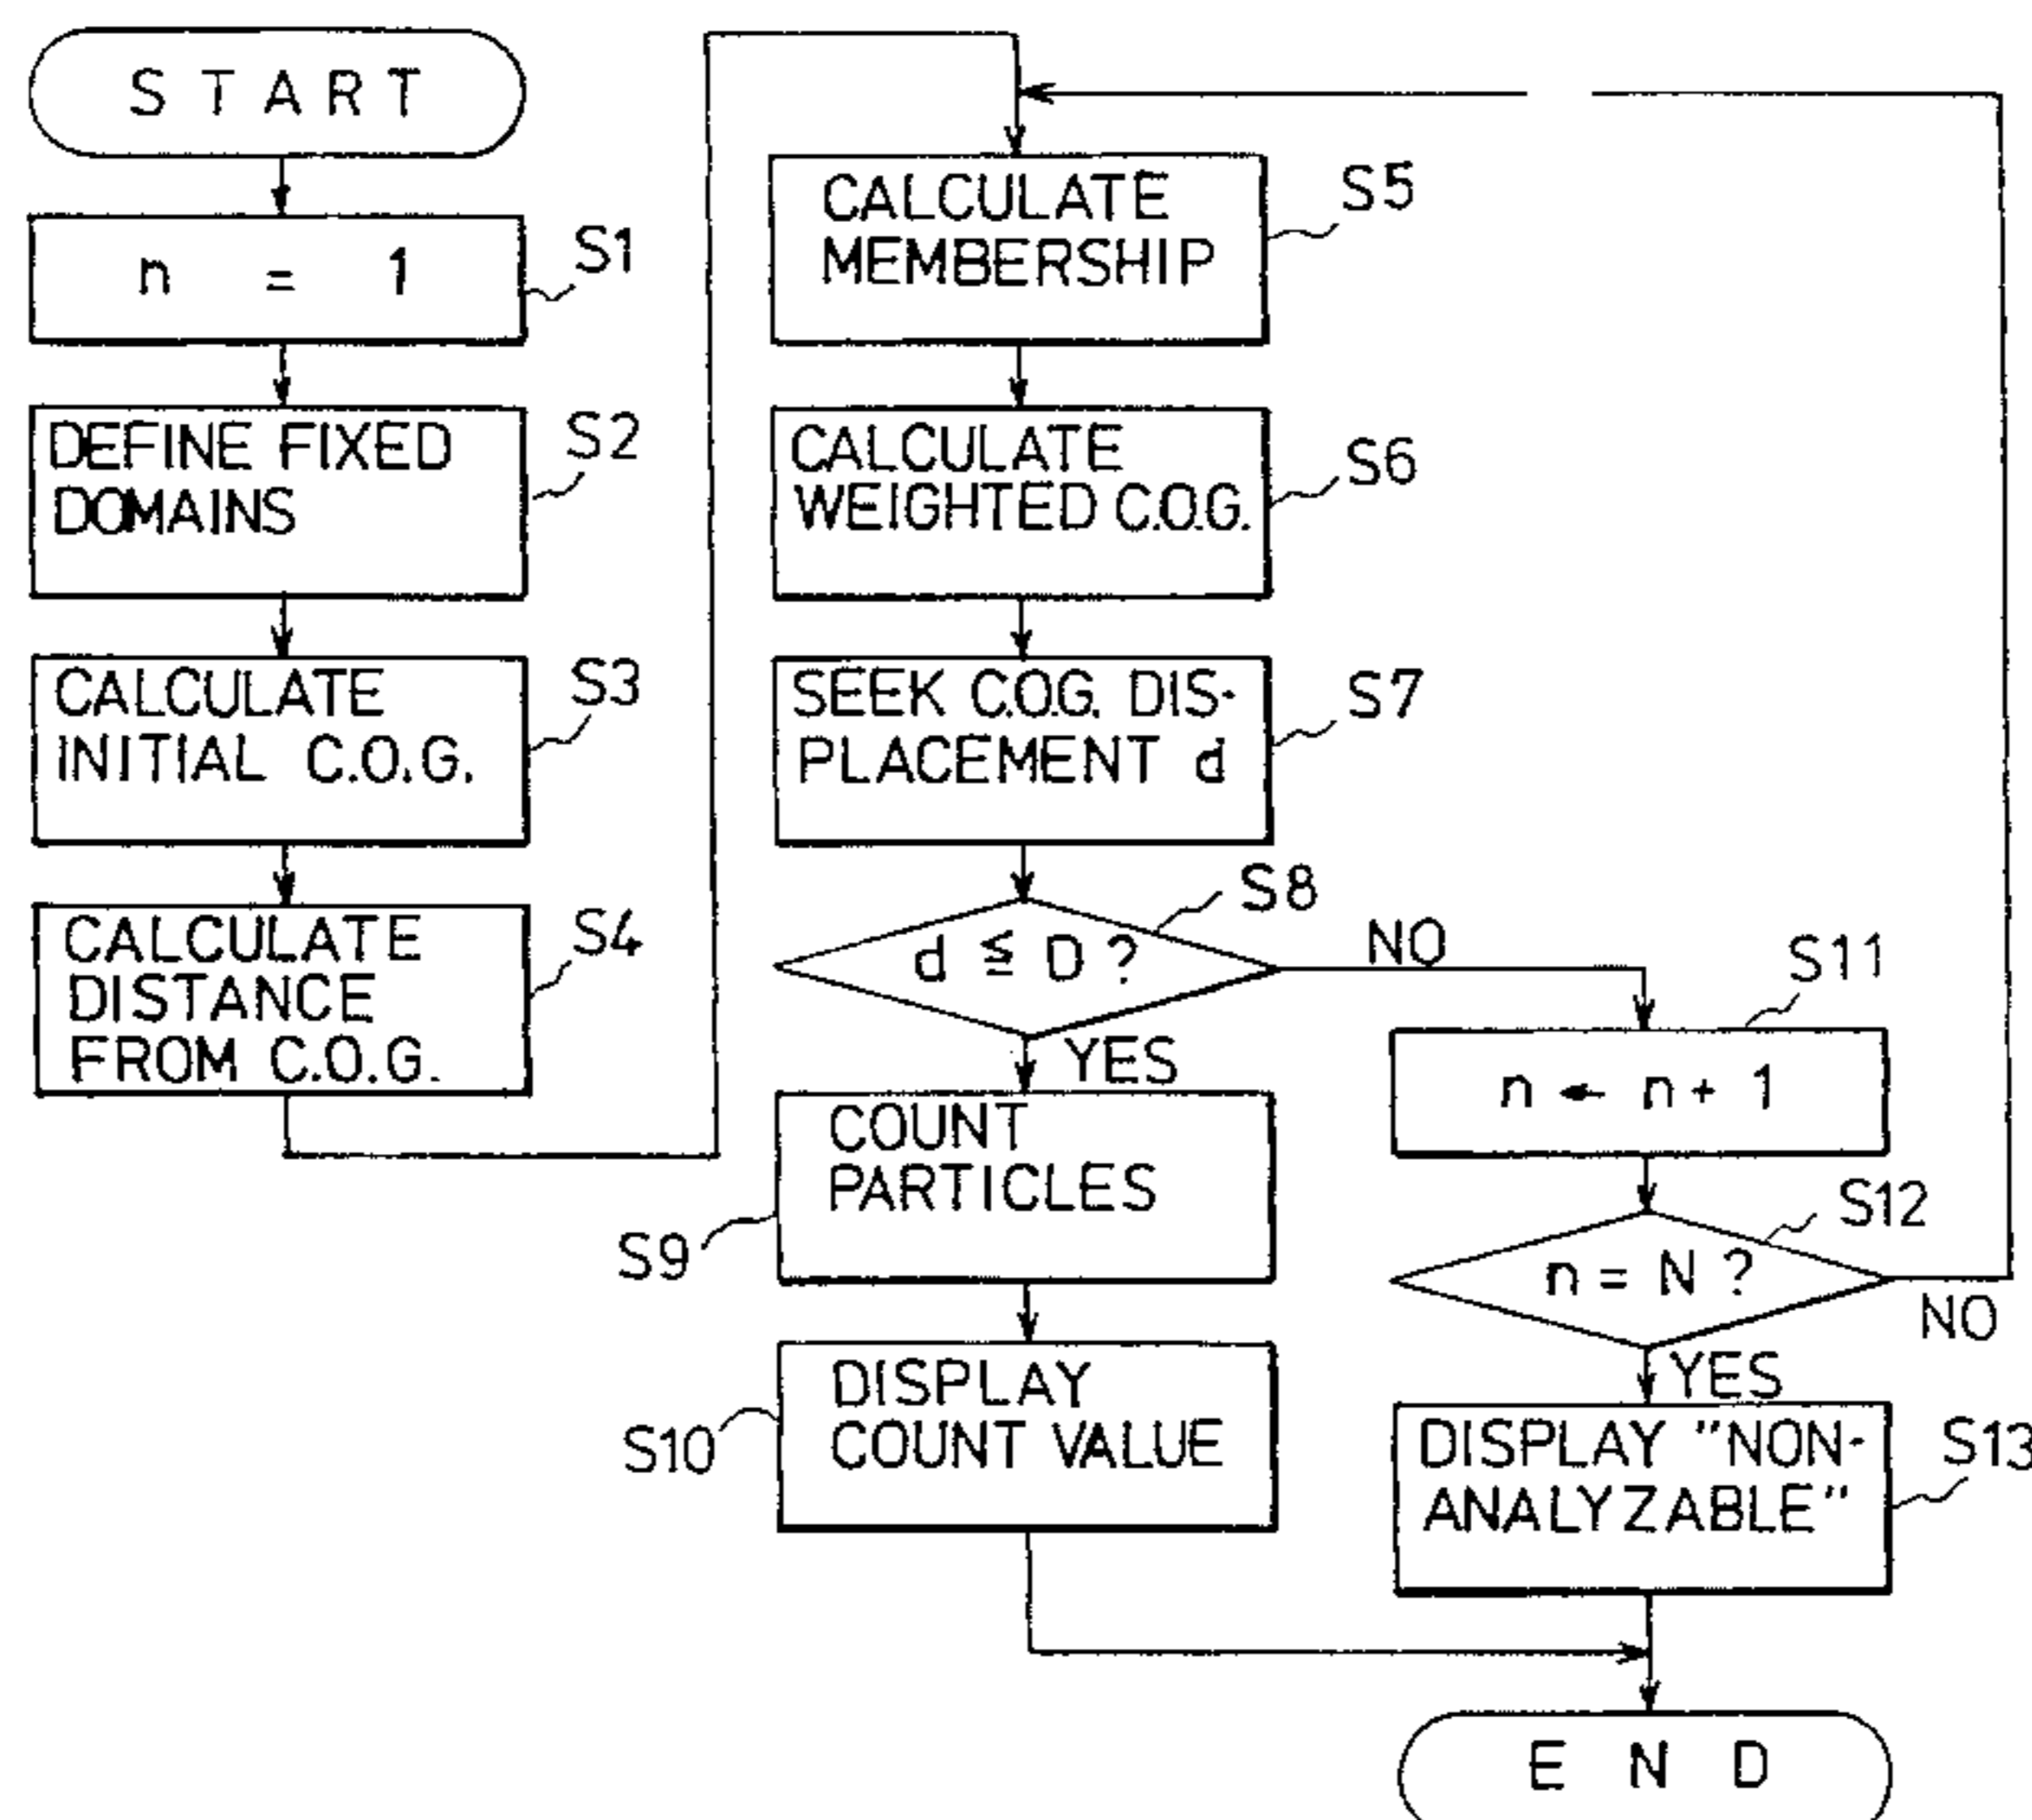 START
n = 1
S1
DEFINE FIXED
DOMAINS
S2
CALCULATE
INITIAL C.O.G.
S3
CALCULATE
DISTANCE
FROM C.O.G.
S4
CALCULATE
MEMBERSHIP
S5
CALCULATE
WEIGHTED C.O.G.
S6
SEEK C.O.G. DIS-
PLACEMENT d
S7
d ≦ D ?
S8
NO
YES
COUNT
PARTICLES
S9
DISPLAY
COUNT VALUE
S10
n ← n + 1
S11
n = N ?
S12
NO
YES
DISPLAY "NON-
ANALYZABLE"
S13
END